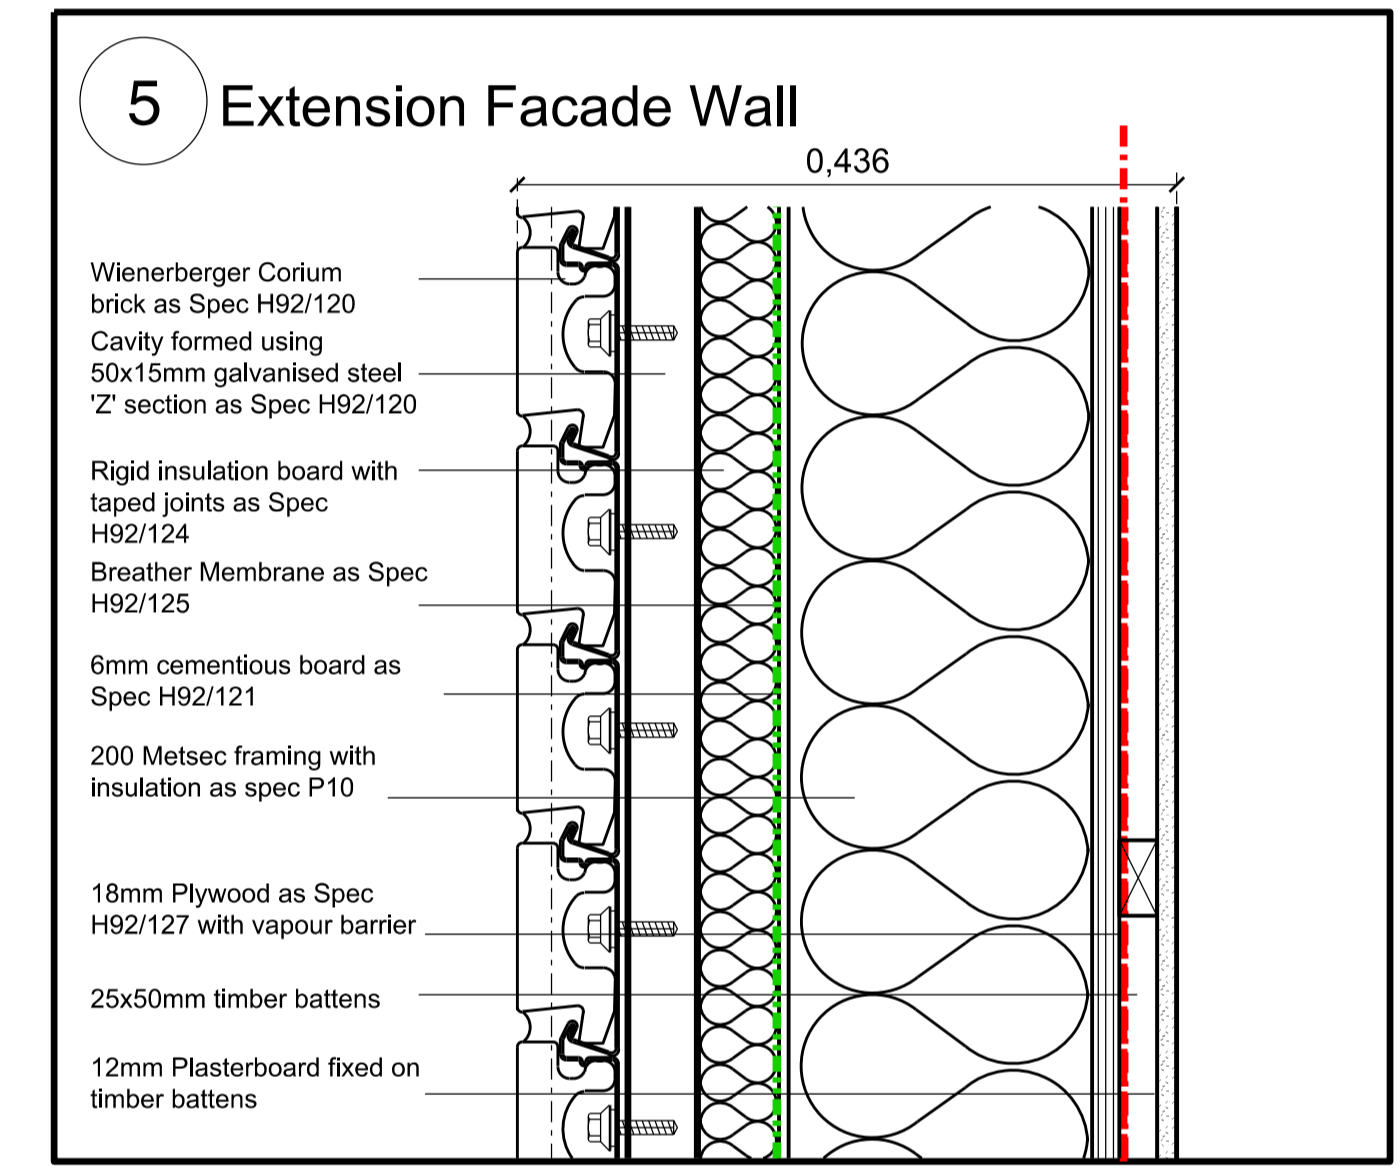 5 Extension Facade Wall
0,436
Wienerberger Corium
brick as Spec H92/120
Cavity formed using
50x15mm galvanised steel
'Z' section as Spec H92/120
Rigid insulation board with
taped joints as Spec
H92/124
Breather Membrane as Spec
H92/125
6mm cementious board as
Spec H92/121
200 Metsec framing with
insulation as spec P10
18mm Plywood as Spec
H92/127 with vapour barrier
25x50mm timber battens
12mm Plasterboard fixed on
timber battens